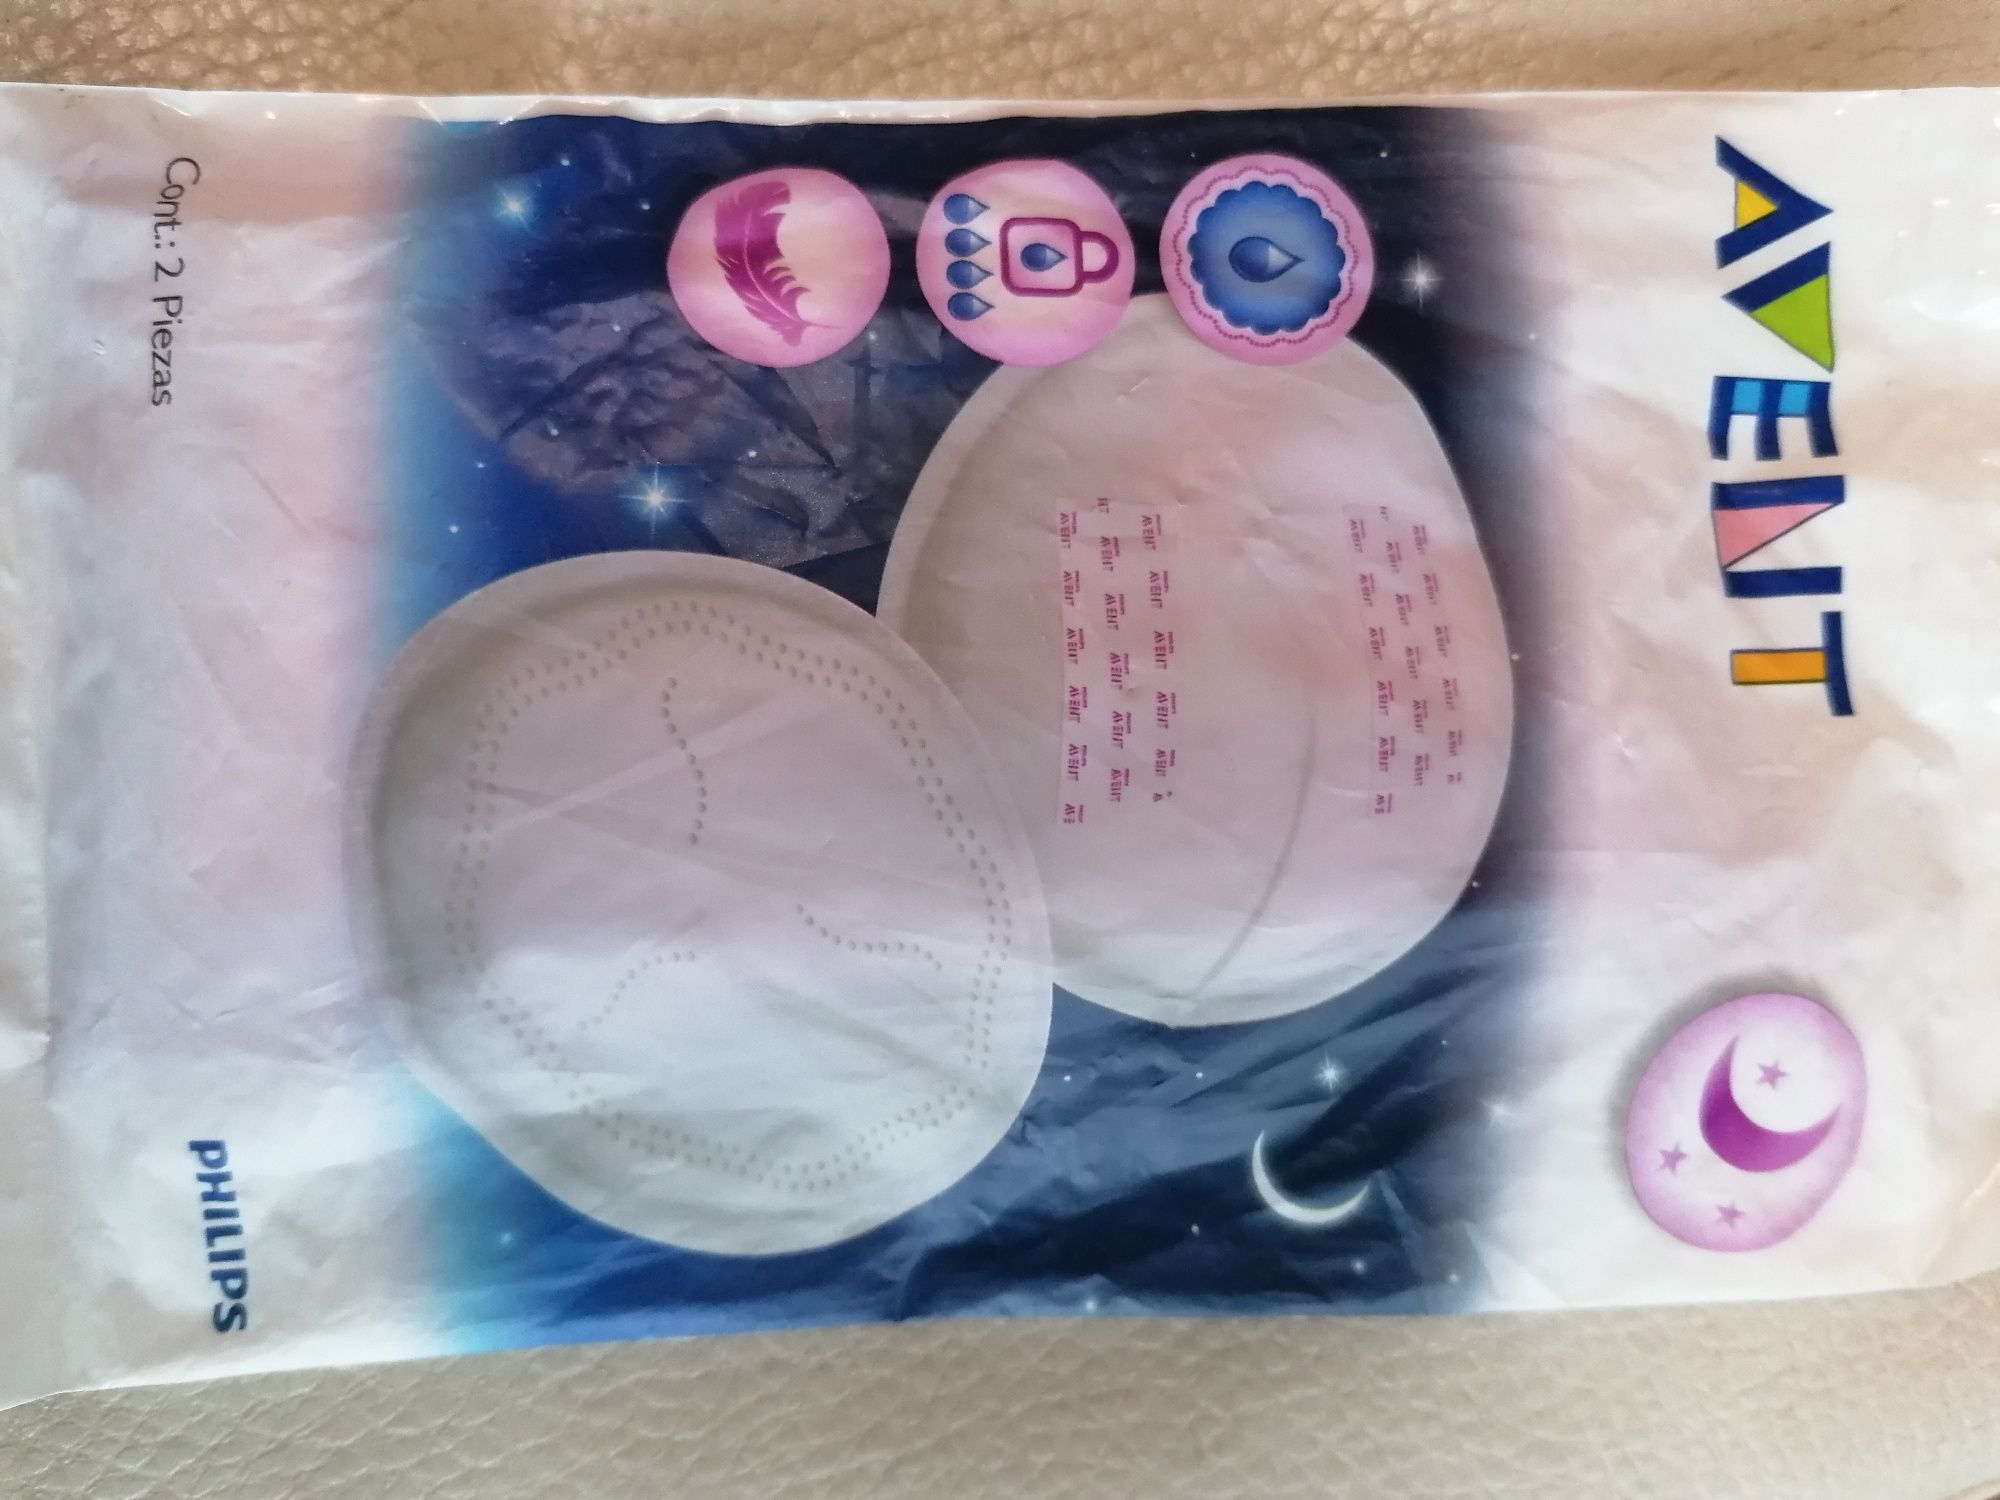 AVENT
Cont.: 2 Piezas
PHILIPS